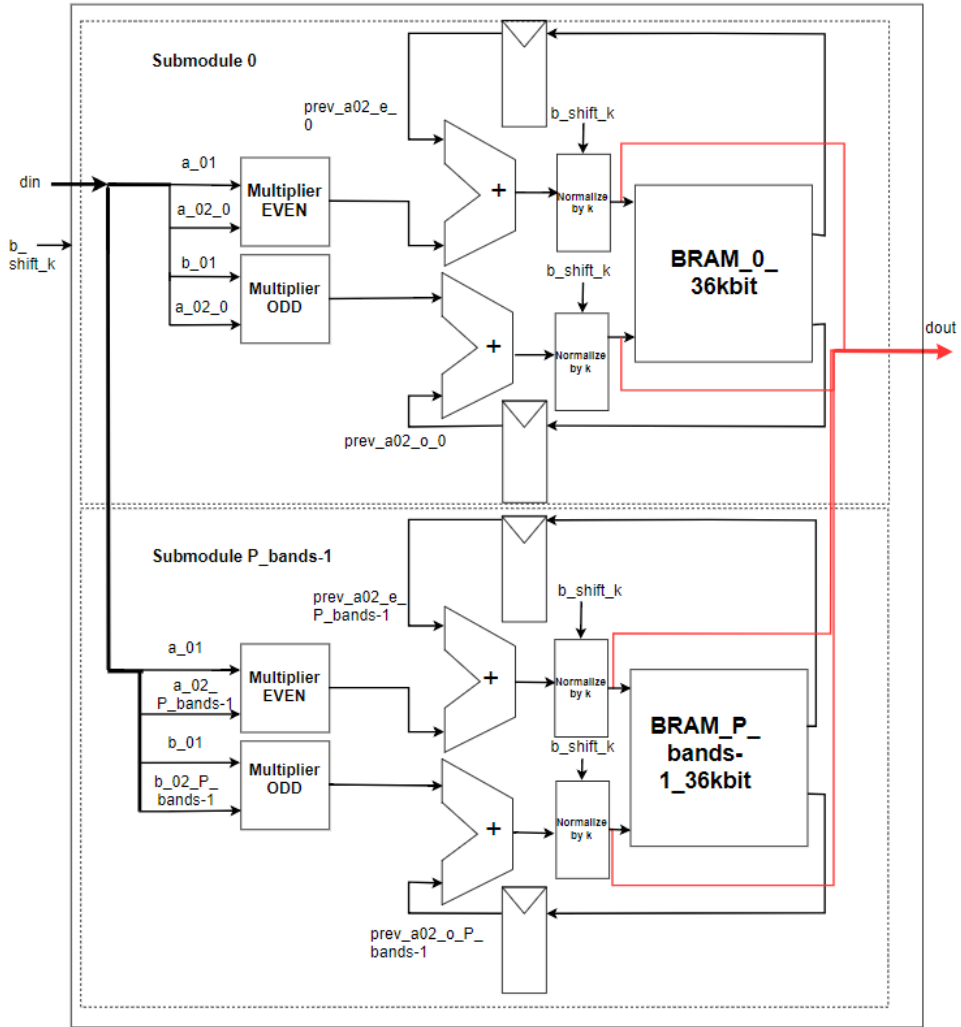 Submodule 0
prev_a02_e_
0
b_shift_k
din
a_01
a_02_0
Multiplier
EVEN
+
Normalize
by k
b_
shift_k
b_01
a_02_0
Multiplier
ODD
b_shift_k
BRAM_0_
36kbit
+
Normalize
by k
dout
prev_a02_o_0
Submodule P_bands-1
prev_a02_e_
P_bands-1
b_shift_k
a_01
a_02_
P_bands-1
Multiplier
EVEN
+
Normalize
by k
b_01
b_02_P_
bands-1
Multiplier
ODD
b_shift_k
BRAM_P_
bands-
1_36kbit
+
Normalize
by k
prev_a02_o_P_
bands-1